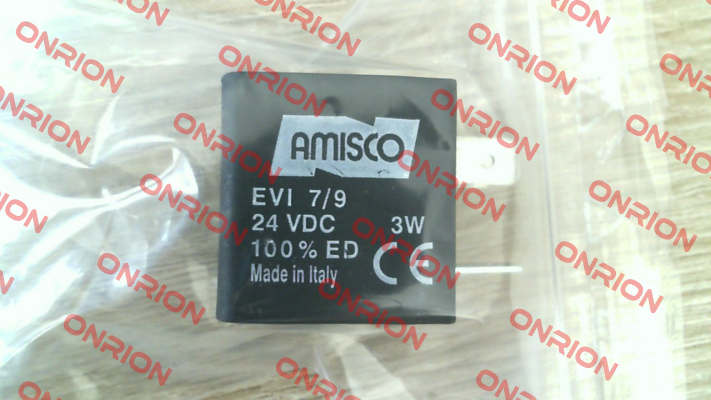 AMISCO
EVI 7/9
24 VDC 3W
100% ED CE
Made in Italy
ONRION